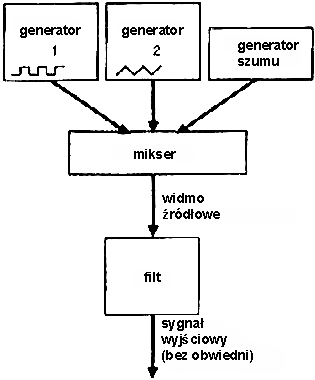 generator
1
generator
2
generator
szumu
mikser
widmo
źródłowe
filt
sygnał
wyjściowy
(bez obwiedni)